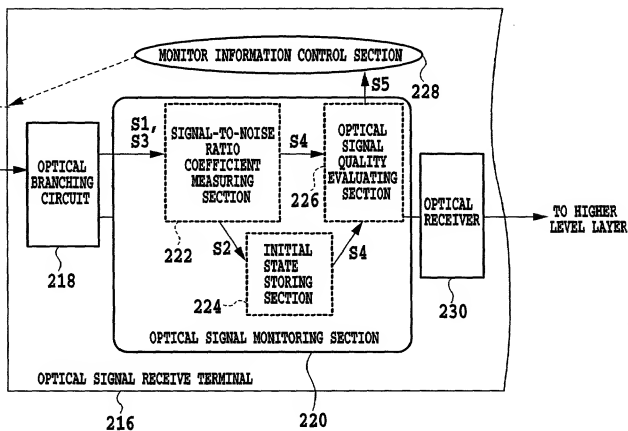 MONITOR INFORMATION CONTROL SECTION
228
S5
S1,
S3
SIGNAL-TO-NOISE
RATIO
COEFFICIENT
MEASURING
SECTION
S4
OPTICAL
SIGNAL
QUALITY
EVALUATING
SECTION
226
OPTICAL
BRANCHING
CIRCUIT
218
222
S2
INITIAL
STATE
STORING
SECTION
224
S4
OPTICAL
RECEIVER
230
TO HIGHER
LEVEL LAYER
OPTICAL SIGNAL MONITORING SECTION
OPTICAL SIGNAL RECEIVE TERMINAL
216
220